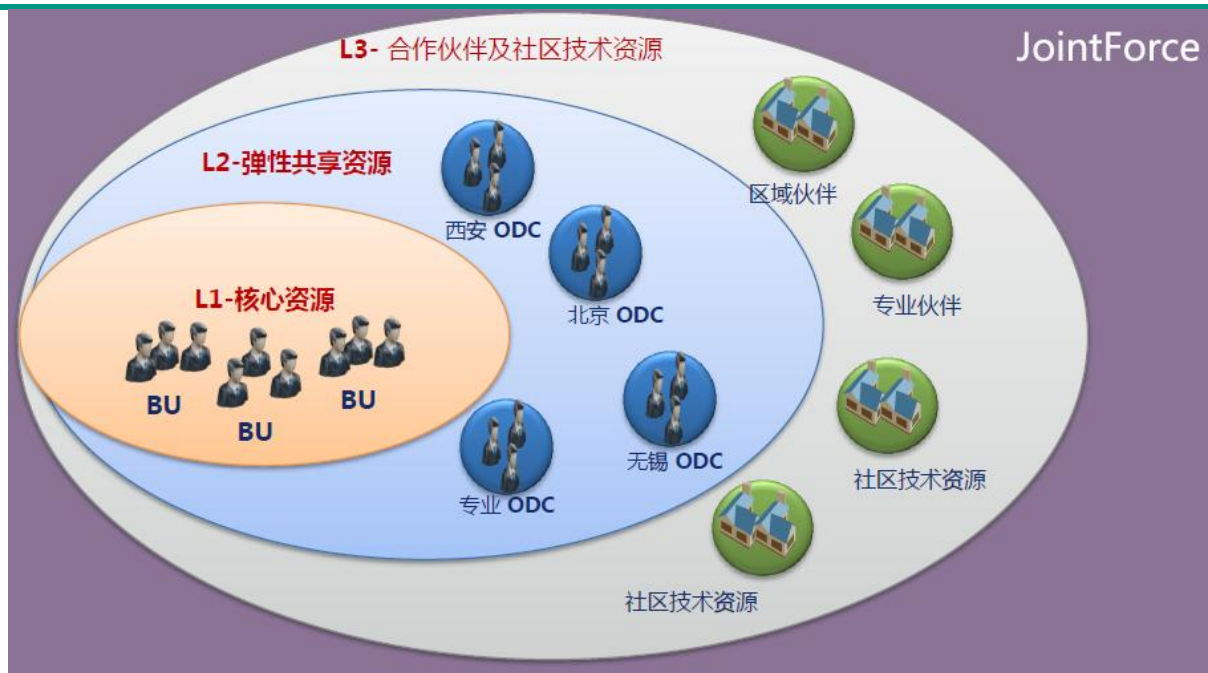 JointForce
L3- 合作伙伴及社区技术资源
L2-弹性共享资源
西安 ODC
区域伙伴
北京 ODC
专业伙伴
L1-核心资源
BU
BU
BU
无锡 ODC
专业 ODC
社区技术资源
社区技术资源